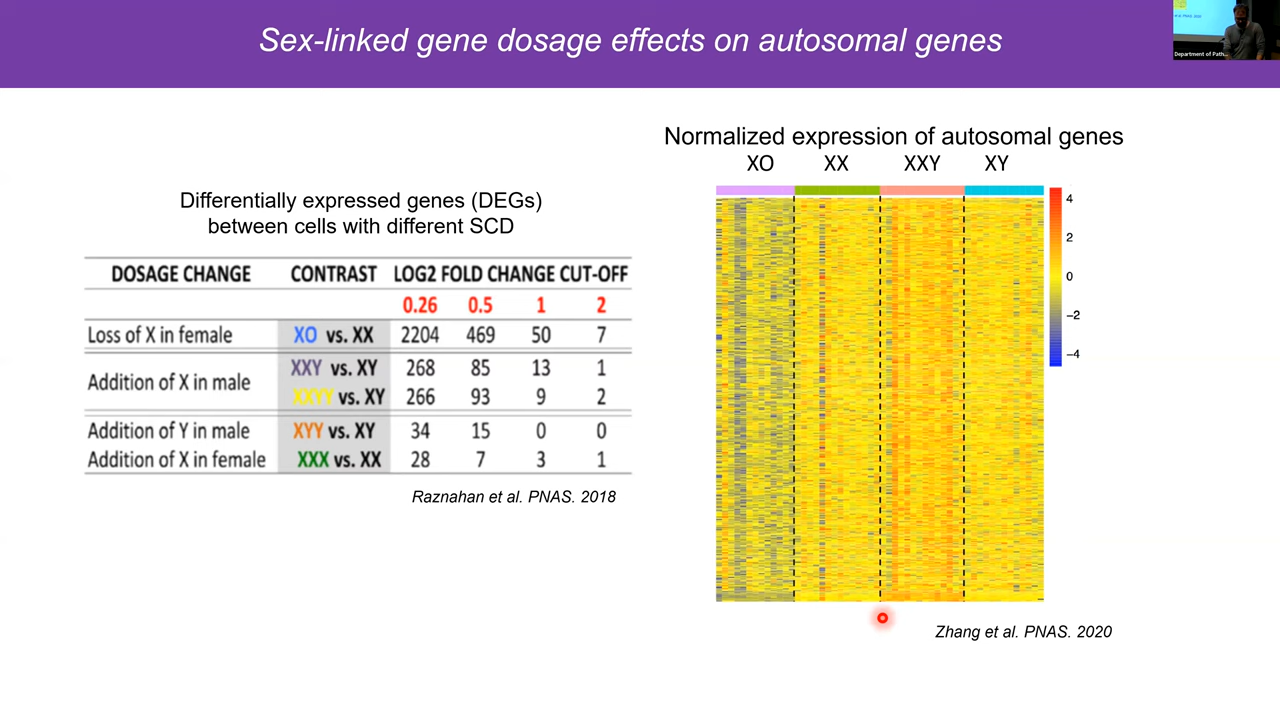 Sex-linked gene dosage effects on autosomal genes
Department of Path...
Differentially expressed genes (DEGs)
between cells with different SCD
DOSAGE CHANGE CONTRAST LOG2 FOLD CHANGE CUT-OFF
0.26 0.5 1 2
Loss of X in female XO vs. XX 2204 469 50 7
Addition of X in male
XXY vs. XY 268 85 13 1
XXYY vs. XY 266 93 9 2
Addition of Y in male XYY vs. XY 34 15 0 0
Addition of X in female XXX vs. XX 28 7 3 1
Raznahan et al. PNAS. 2018
Normalized expression of autosomal genes
XO XX XXY XY
4
2
0
−2
−4
Zhang et al. PNAS. 2020